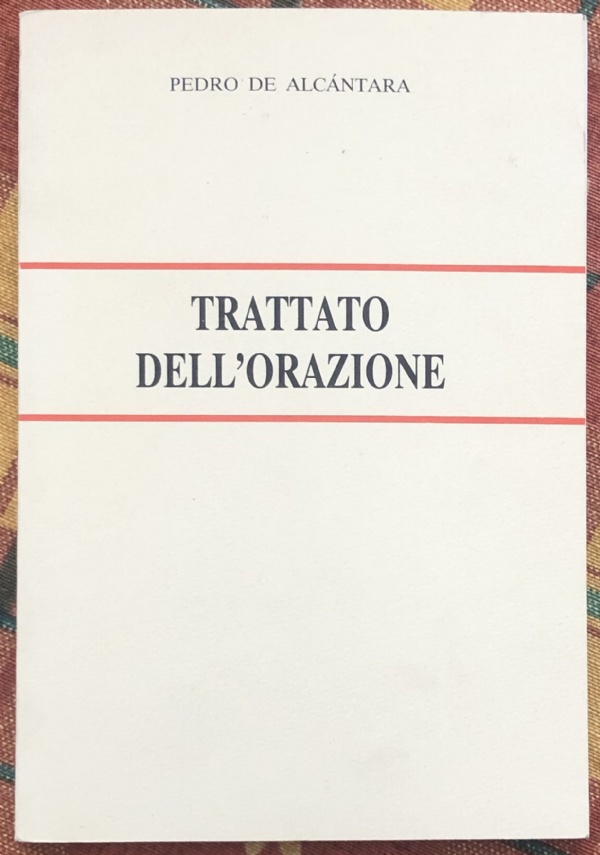 PEDRO DE ALCÁNTARA
TRATTATO
DELL'ORAZIONE